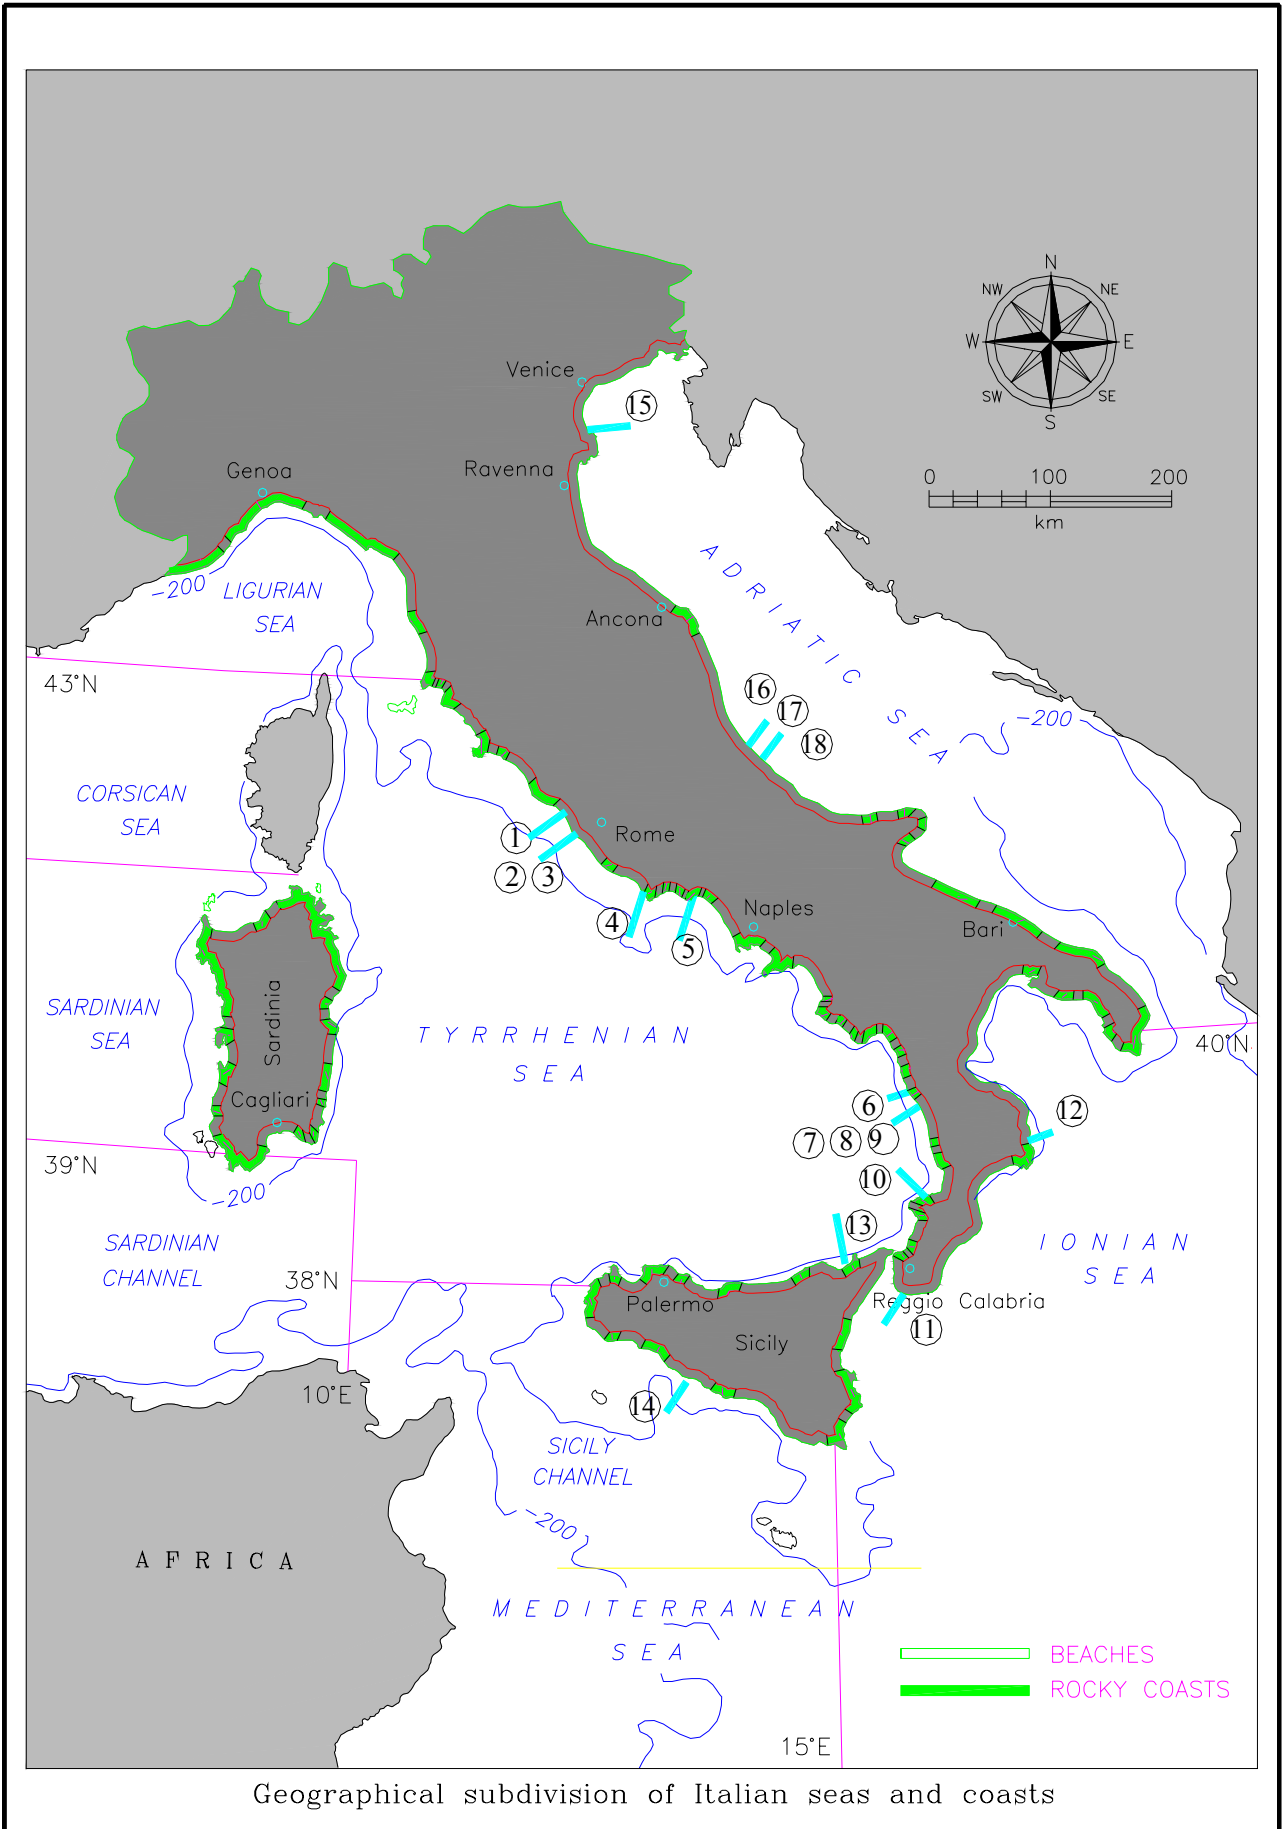 N
NW
NE
W
E
SW
SE
S
Venice
15
Genoa
Ravenna
0 100 200
km
-200
LIGURIAN
SEA
ADRIATIC
SEA
Ancona
43°N
16
17
18
-200
CORSICAN
SEA
1
Rome
2
3
4
5
Naples
Bari
SARDINIAN
SEA
Sardinia
TYRRHENIAN
SEA
40°N
Cagliari
6
7
8
9
12
39°N
-200
10
SARDINIAN
CHANNEL
13
IONIAN
SEA
38°N
Palermo
Reggio Calabria
Sicily
11
10°E
14
SICILY
CHANNEL
-200
AFRICA
MEDITERRANEAN
SEA
BEACHES
ROCKY COASTS
15°E
Geographical subdivision of Italian seas and coasts